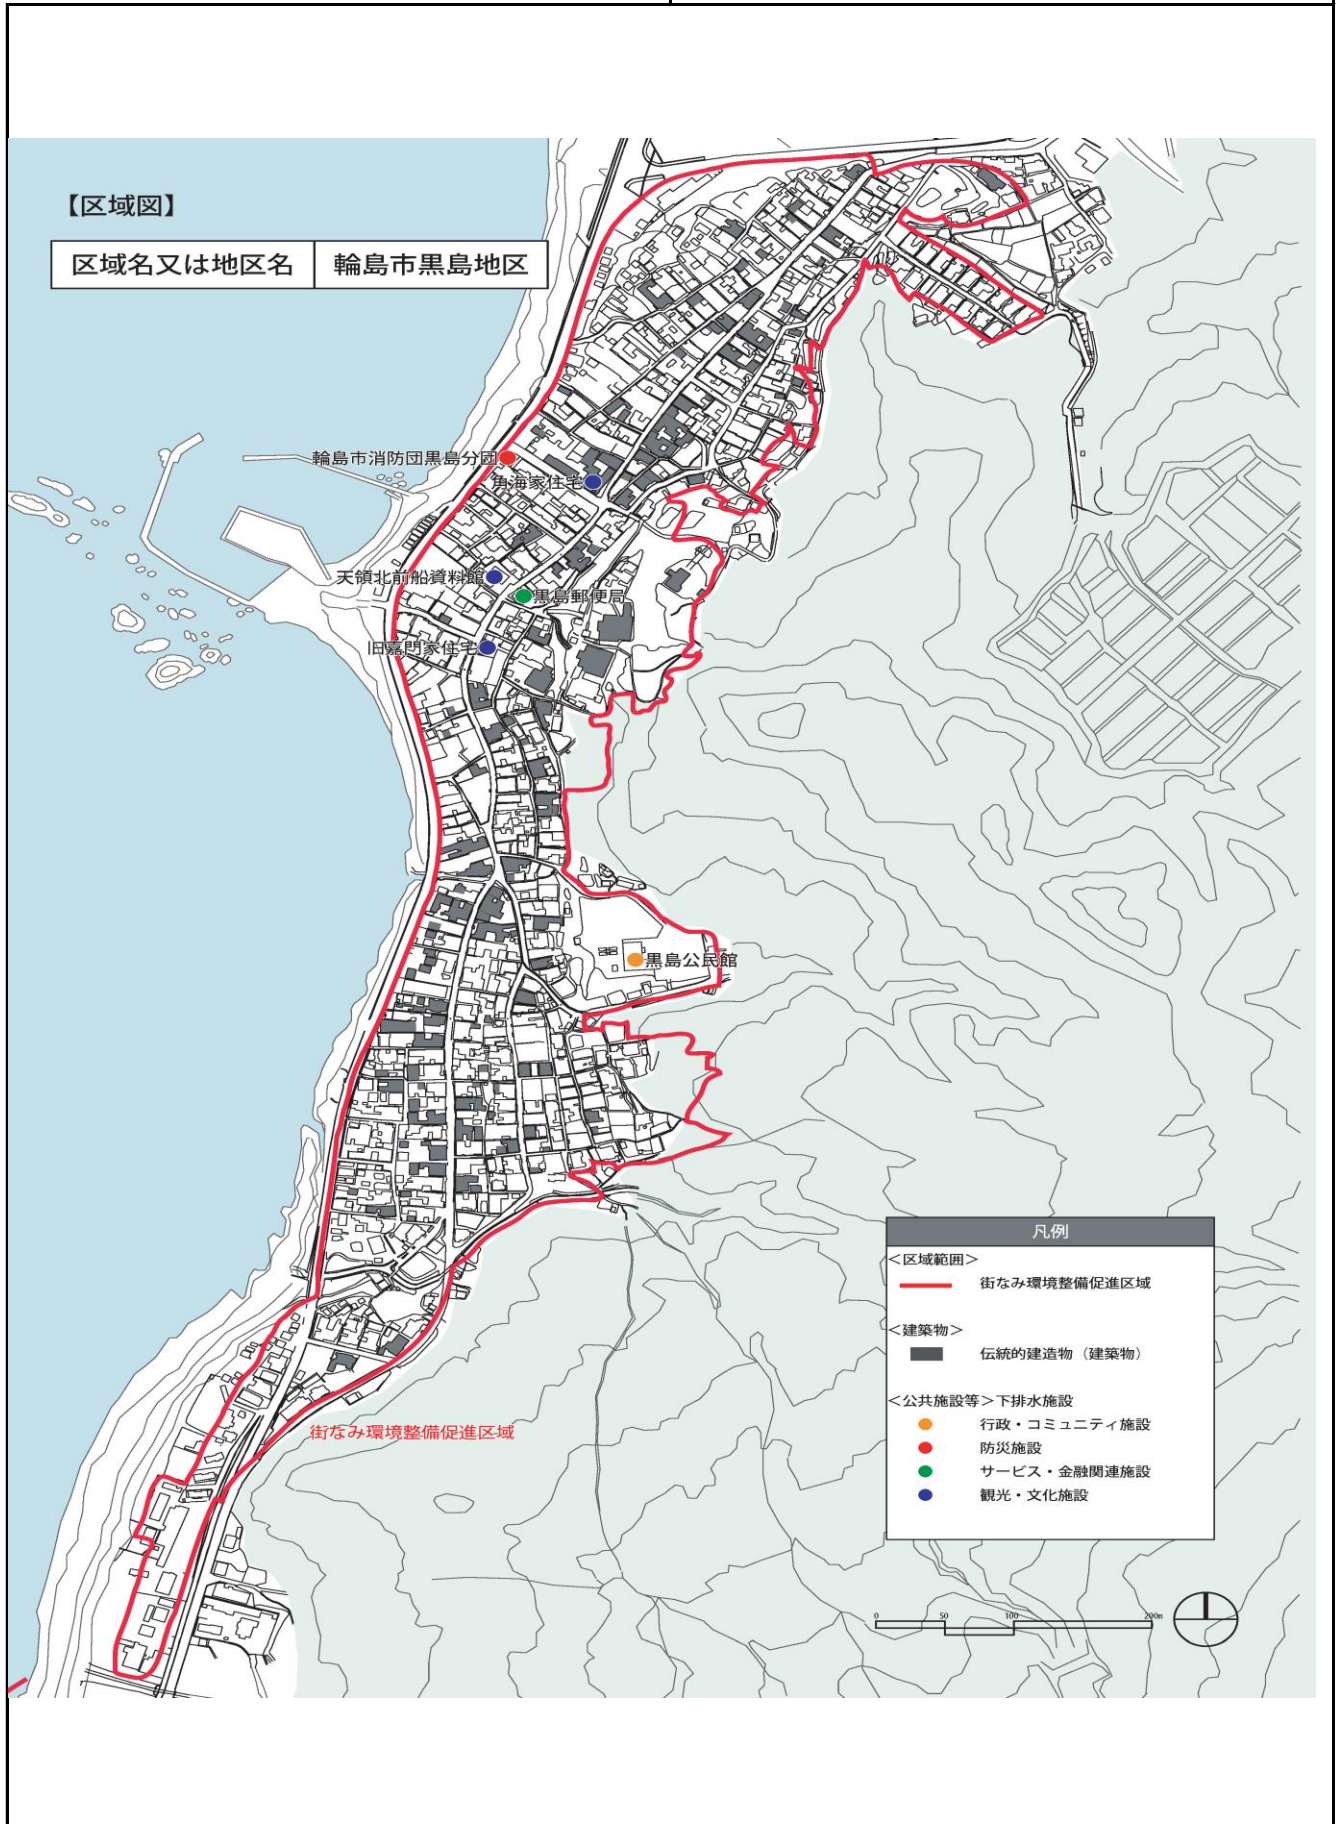 【区域図】
区域名又は地区名 輪島市黒島地区
輪島市消防団黒島分団
角海家住宅
天領北前船資料館
黒島郵便局
旧嘉門家住宅
黒島公民館
凡例
<区域範囲>
街なみ環境整備促進区域
<建築物>
伝統的建造物（建築物）
<公共施設等>下排水施設
行政・コミュニティ施設
防災施設
サービス・金融関連施設
観光・文化施設
街なみ環境整備促進区域
0 50 100 200m